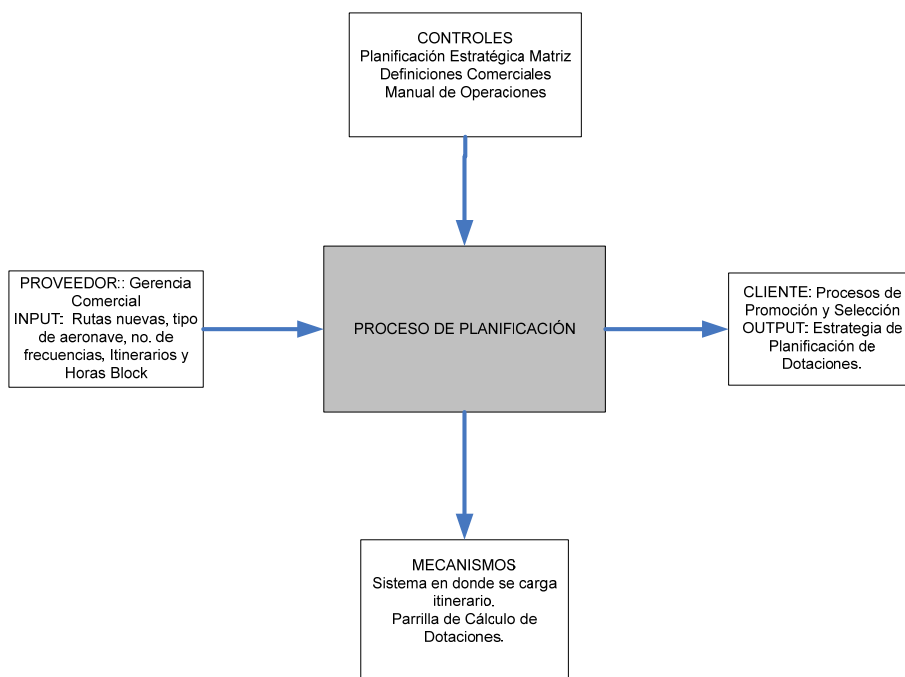 CONTROLES
Planificación Estratégica Matriz
Definiciones Comerciales
Manual de Operaciones
PROVEEDOR:: Gerencia
Comercial
INPUT: Rutas nuevas, tipo
de aeronave, no. de
frecuencias, Itinerarios y
Horas Block
PROCESO DE PLANIFICACIÓN
CLIENTE: Procesos de
Promoción y Selección
OUTPUT: Estrategia de
Planificación de
Dotaciones.
MECANISMOS
Sistema en donde se carga
itinerario.
Parrilla de Cálculo de
Dotaciones.